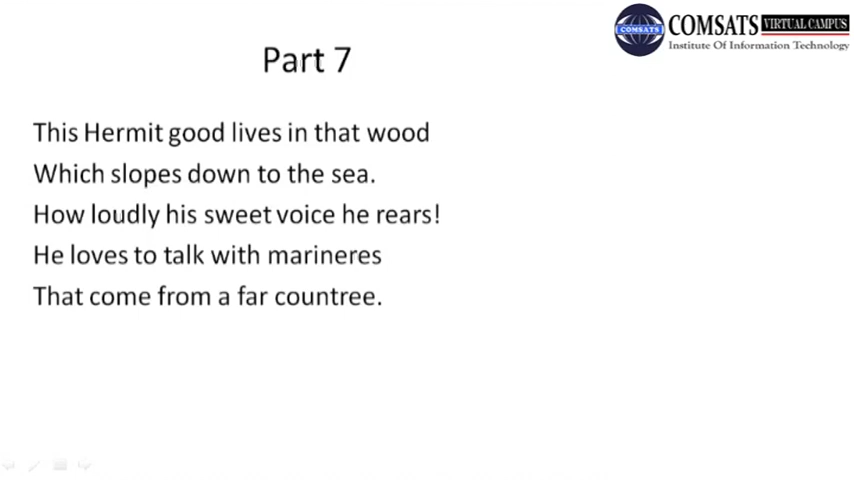 COMSATS VIRTUAL CAMPUS
Institute Of Information Technology
COMSATS
Part 7
This Hermit good lives in that wood
Which slopes down to the sea.
How loudly his sweet voice he rears!
He loves to talk with marineres
That come from a far countree.